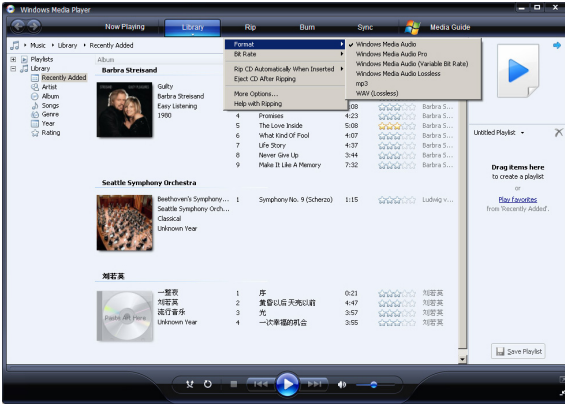 Windows Media Player
Now Playing Library Rip Burn Sync Media Guide
Music ▸ Library ▸ Recently Added
Playlists
Library
Recently Added
Artist
Album
Songs
Genre
Year
Rating
Format
Bit Rate
Rip CD Automatically When Inserted
Eject CD After Ripping
More Options...
Help with Ripping
Windows Media Audio
Windows Media Audio Pro
Windows Media Audio (Variable Bit Rate)
Windows Media Audio Lossless
mp3
WAV (Lossless)
Album
Barbra Streisand
Guilty
Barbra Streisand
Easy Listening
1980
:08 Barbra S...
4 Promises 4:23 Barbra S...
5 The Love Inside 5:08 Barbra S...
6 What Kind Of Fool 4:07 Barbra S...
7 Life Story 4:37 Barbra S...
8 Never Give Up 3:44 Barbra S...
9 Make It Like A Memory 7:32 Barbra S...
Seattle Symphony Orchestra
Beethoven's Symphony... 1 Symphony No. 9 (Scherzo) 1:15 Ludwig v...
Seattle Symphony Orch...
Classical
Unknown Year
刘若英
Paste Art Here
一整夜 1 序 0:21 刘若英
刘若英 2 黄昏以后天亮以前 4:47 刘若英
流行音乐 3 光 3:57 刘若英
Unknown Year 4 一次幸福的机会 3:55 刘若英
Untitled Playlist
Drag items here
to create a playlist
or
Play favorites
from 'Recently Added'.
Save Playlist